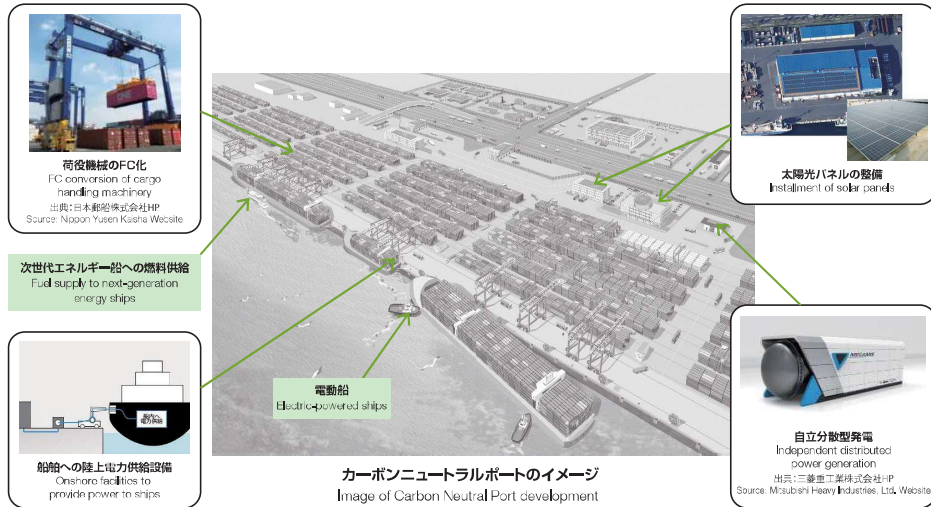 荷役機械のFC化
FC conversion of cargo
handling machinery
出典:日本郵船株式会社HP
Source: Nippon Yusen Kaisha Website
次世代エネルギー船への燃料供給
Fuel supply to next-generation
energy ships
船内へ
電力供給
船舶への陸上電力供給設備
Onshore facilities to
provide power to ships
電動船
Electric-powered ships
カーボンニュートラルポートのイメージ
Image of Carbon Neutral Port development
太陽光パネルの整備
Installment of solar panels
自立分散型発電
Independent distributed
power generation
出典:三菱重工業株式会社HP
Source: Mitsubishi Heavy Industries, Ltd. Website